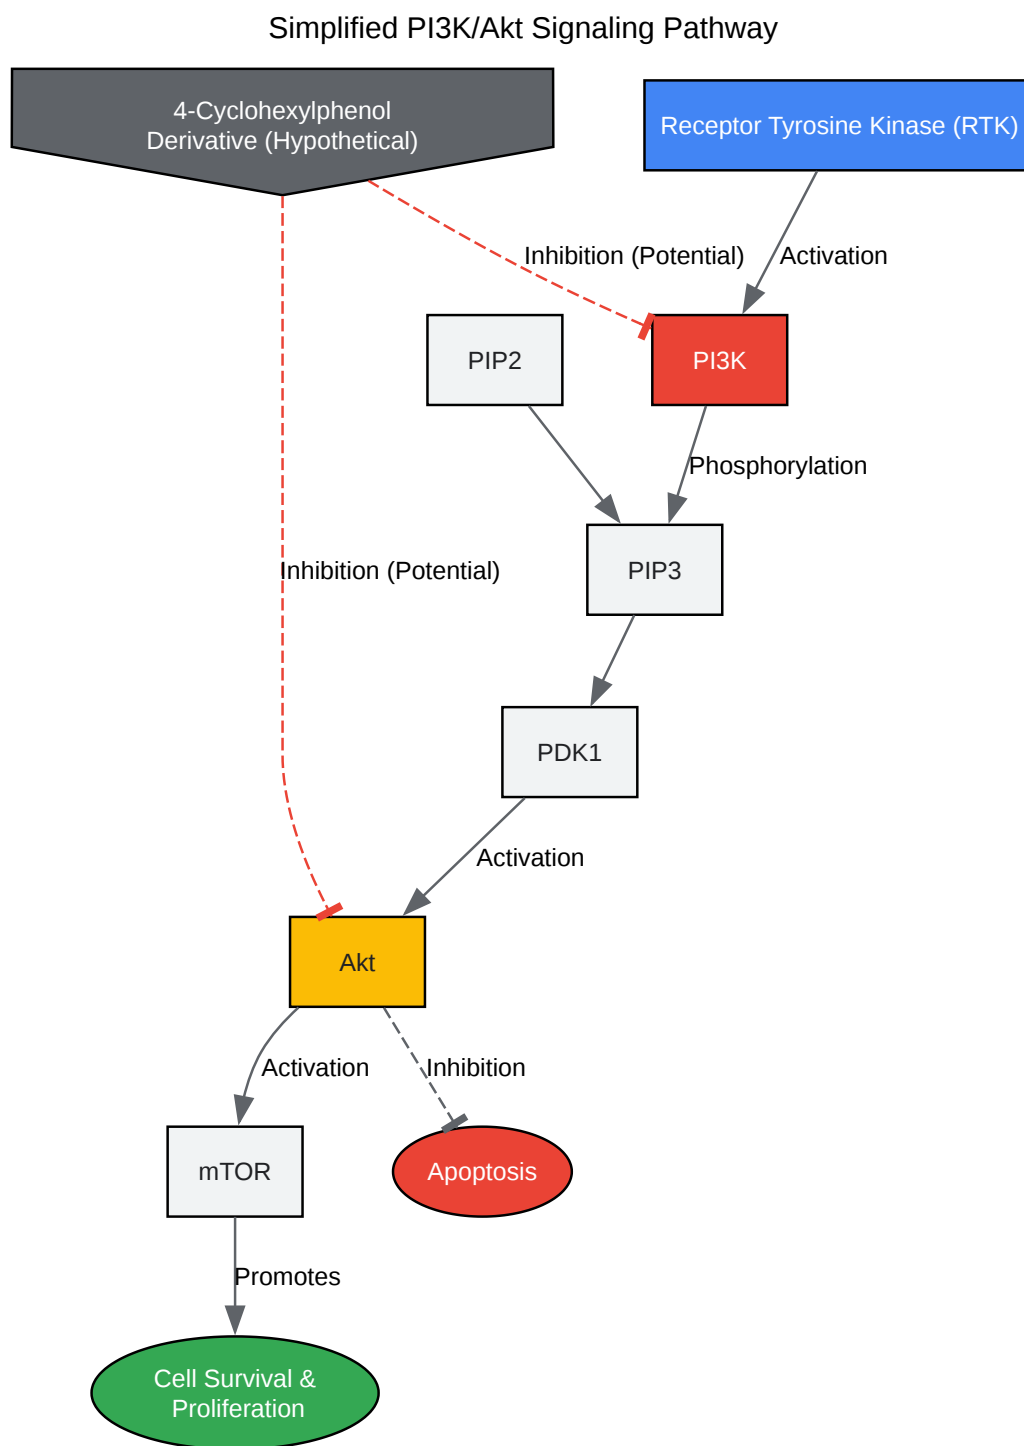 Simplified PI3K/Akt Signaling Pathway
4-Cyclohexylphenol
Derivative (Hypothetical)
Receptor Tyrosine Kinase (RTK)
Inhibition (Potential)
Activation
PIP2
PI3K
Phosphorylation
Inhibition (Potential)
PIP3
PDK1
Activation
Akt
Activation
Inhibition
mTOR
Apoptosis
Promotes
Cell Survival &
Proliferation